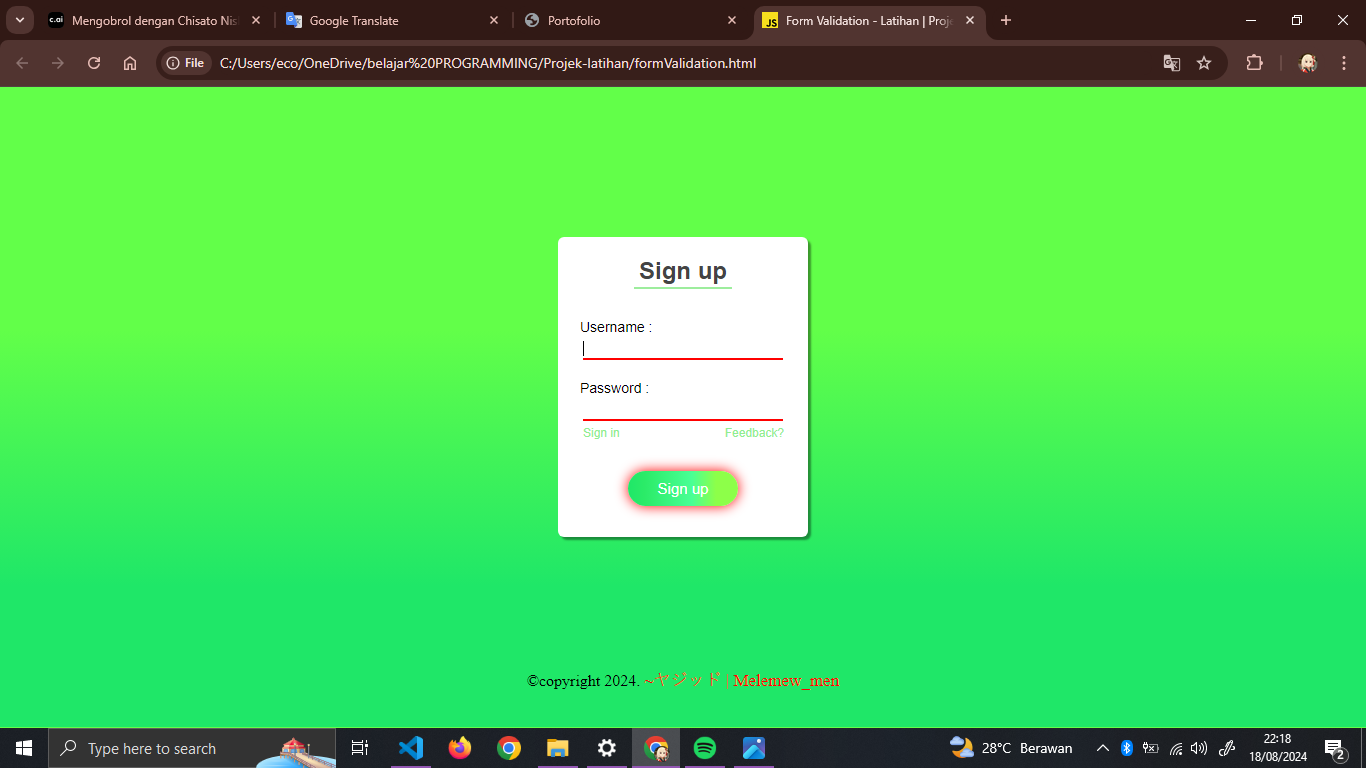 c.ai Mengobrol dengan Chisato Nis
Google Translate
Portofolio
JS Form Validation - Latihan | Proje
File C:/Users/eco/OneDrive/belajar%20PROGRAMMING/Projek-latihan/formValidation.html
Sign up
Username :
Password :
Sign in Feedback?
Sign up
©copyright 2024. ~ヤジッド | Melemew_men
Type here to search
28°C Berawan
22:18
18/08/2024
2